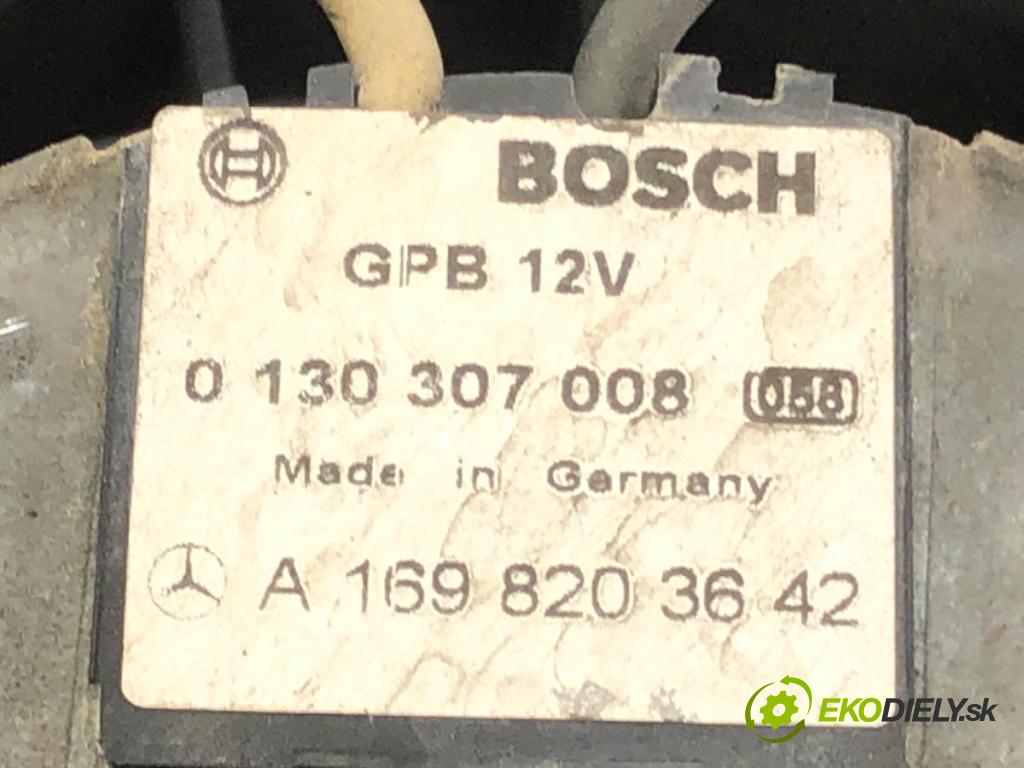 BOSCH
GPB 12V
0 130 307 008 058
Made in Germany
A 169 820 36 42
EKODIELY.sk